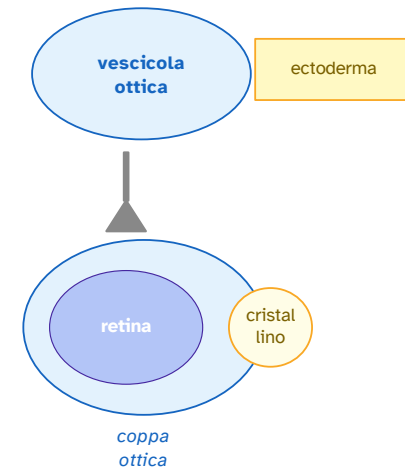 vescicola
ottica
ectoderma
retina
cristal
lino
coppa
ottica